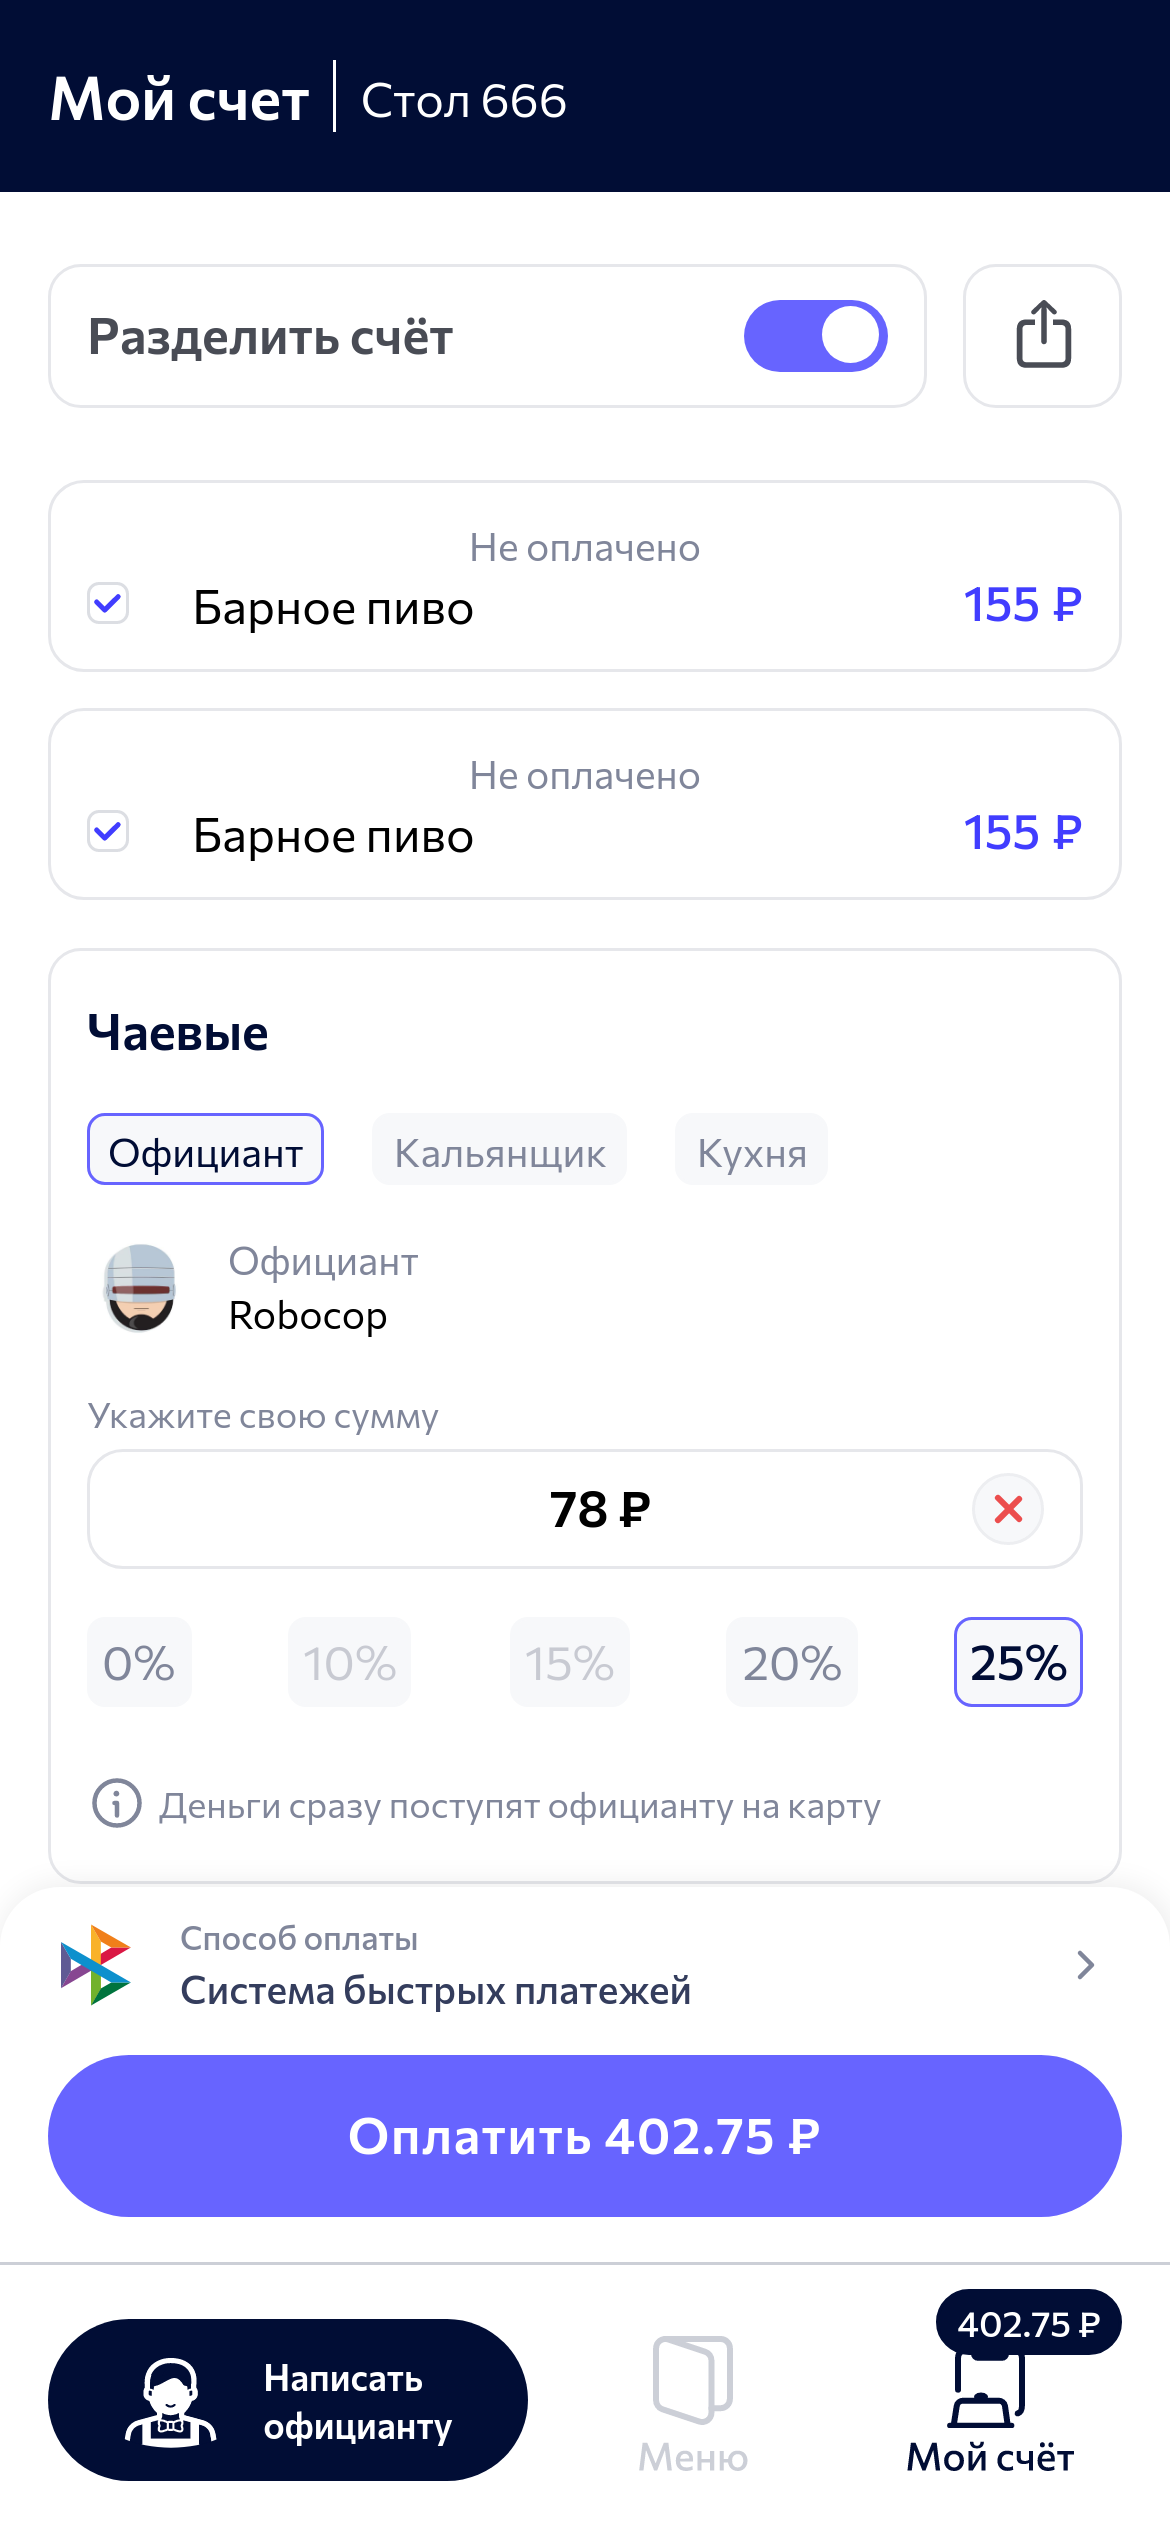 Мой счет
Стол 666
Разделить счёт
Не оплачено
Барное пиво
155 ₽
Не оплачено
Барное пиво
155 ₽
Чаевые
Официант
Кальянщик
Кухня
Официант
Robocop
Укажите свою сумму
78 ₽
0%
10%
15%
20%
25%
Деньги сразу поступят официанту на карту
Способ оплаты
Система быстрых платежей
Оплатить 402.75 ₽
Написать
официанту
Меню
402.75 ₽
Мой счёт